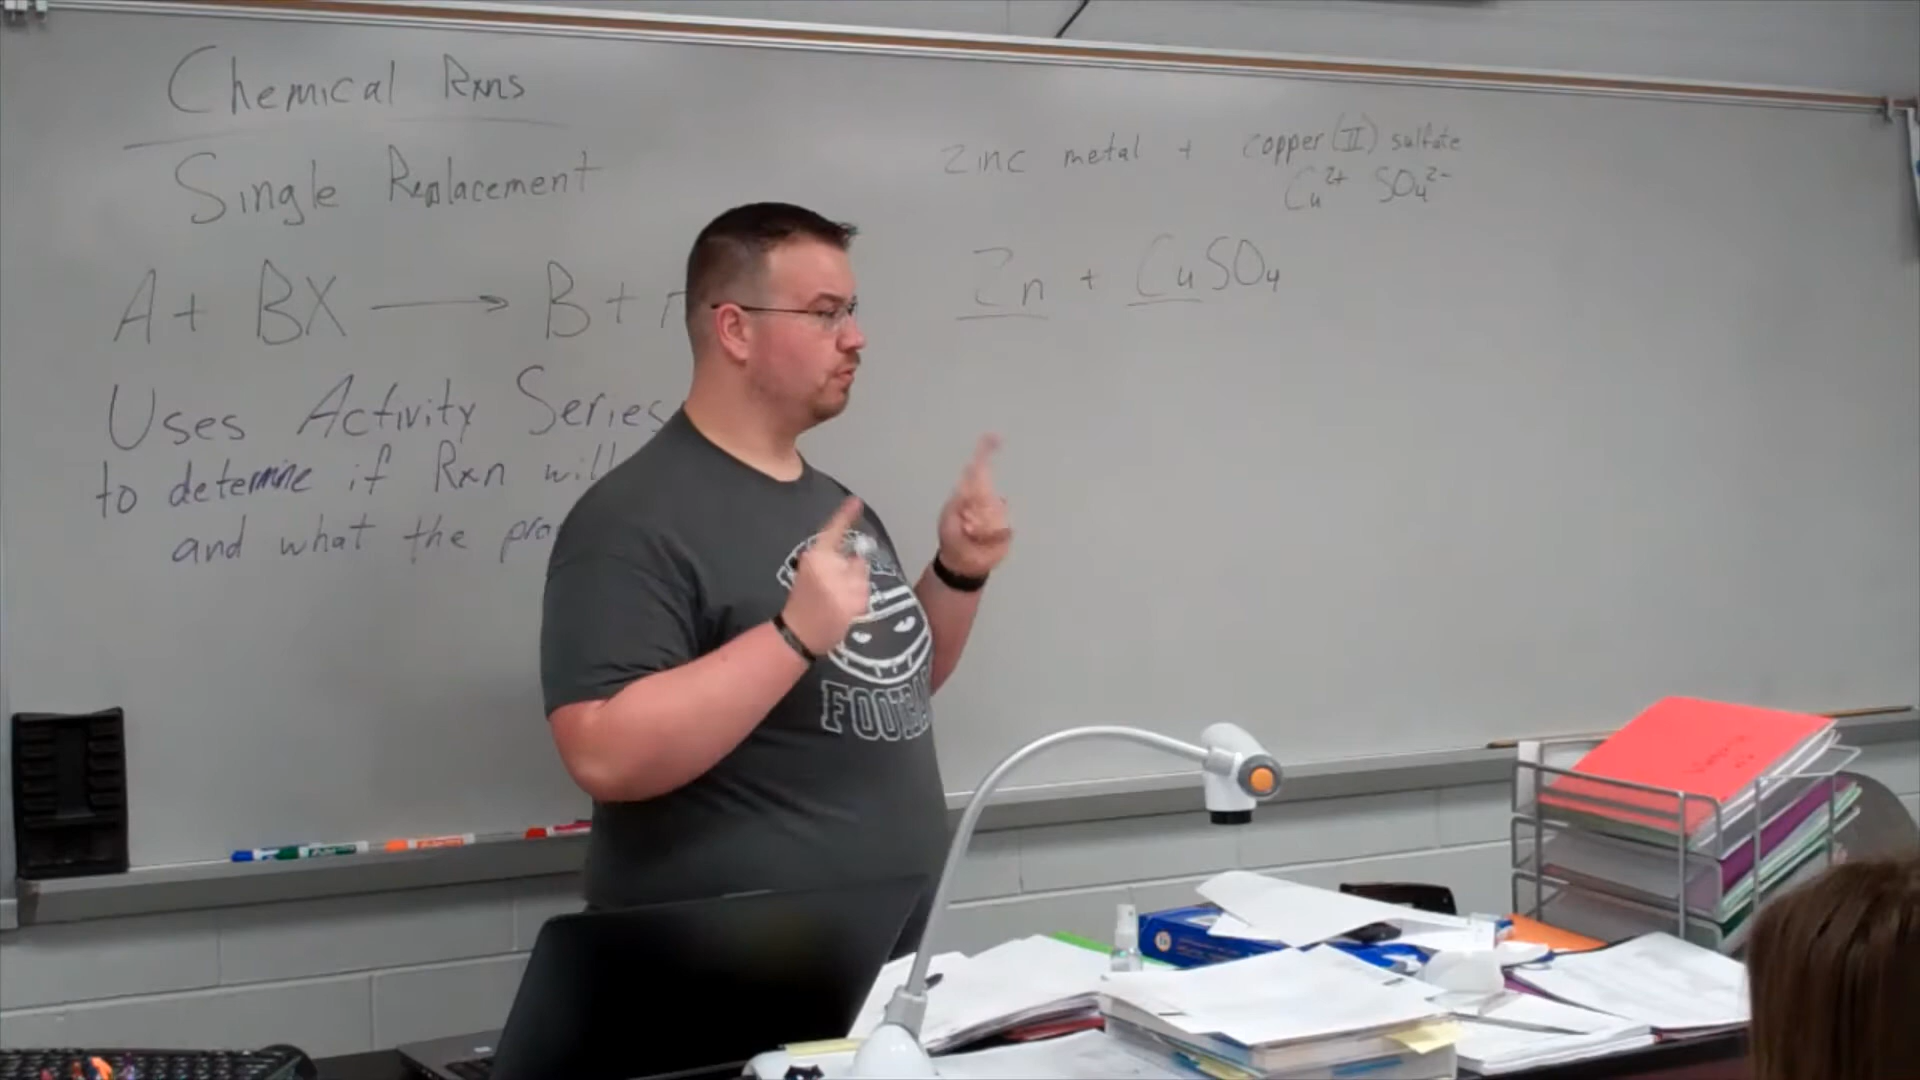 Chemical Rxns
Single Replacement
A + BX → B +
Uses Activity Series
to determine if Rxn will
and what the
Zinc metal + copper (II) sulfate
Cu²⁺ SO₄²⁻
Zn + CuSO₄
FOOTBA